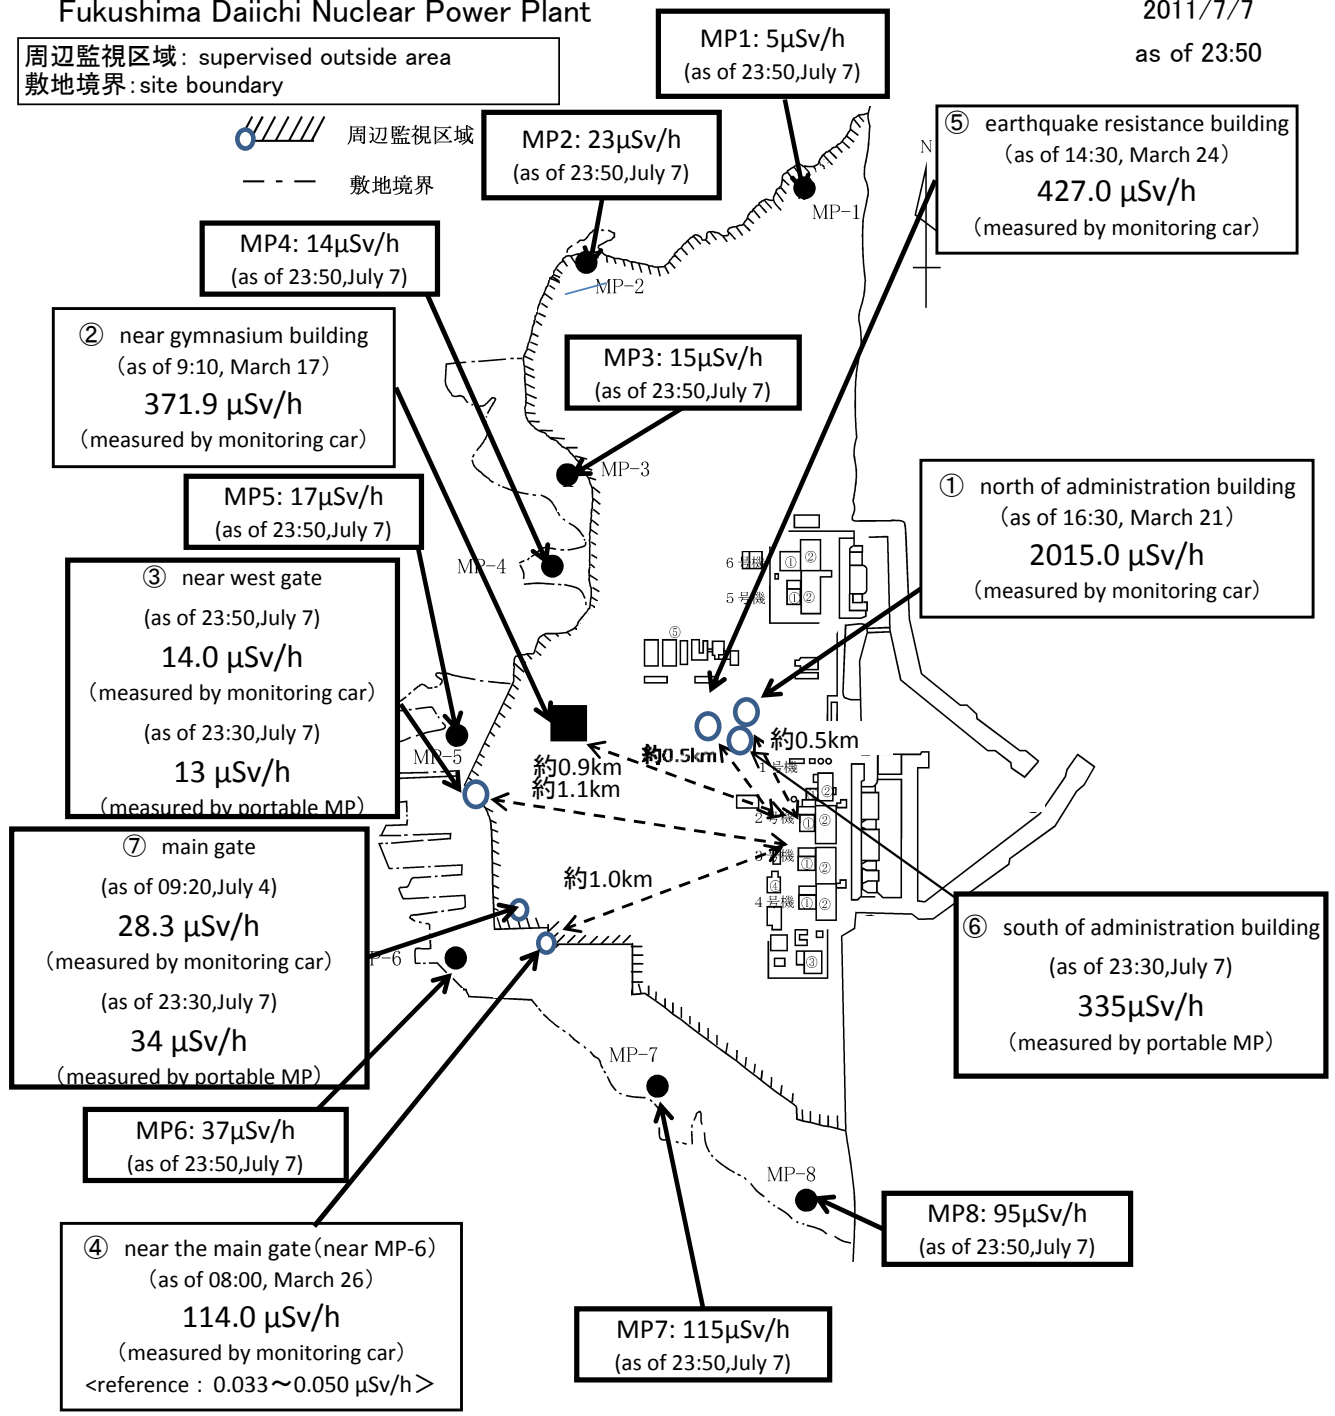 Fukushima Daiichi Nuclear Power Plant
2011/7/7
as of 23:50
周辺監視区域: supervised outside area
敷地境界:site boundary
周辺監視区域
敷地境界
MP1: 5μSv/h
(as of 23:50,July 7)
MP2: 23μSv/h
(as of 23:50,July 7)
⑤ earthquake resistance building
(as of 14:30, March 24)
427.0 μSv/h
(measured by monitoring car)
N
MP-1
MP4: 14μSv/h
(as of 23:50,July 7)
MP-2
② near gymnasium building
(as of 9:10, March 17)
371.9 μSv/h
(measured by monitoring car)
MP3: 15μSv/h
(as of 23:50,July 7)
MP-3
MP5: 17μSv/h
(as of 23:50,July 7)
① north of administration building
(as of 16:30, March 21)
2015.0 μSv/h
(measured by monitoring car)
MP-4
③ near west gate
(as of 23:50,July 7)
14.0 μSv/h
(measured by monitoring car)
(as of 23:30,July 7)
13 μSv/h
(measured by portable MP)
6号機
① ②
5号機
① ②
⑤
MP-5
約0.9km
約1.1km
約0.5km
約0.5km
1号機
②
2号機
① ②
3号機
① ②
④
4号機
① ②
③
約1.0km
⑦ main gate
(as of 09:20,July 4)
28.3 μSv/h
(measured by monitoring car)
(as of 23:30,July 7)
34 μSv/h
(measured by portable MP)
P-6
⑥ south of administration building
(as of 23:30,July 7)
335μSv/h
(measured by portable MP)
MP-7
MP6: 37μSv/h
(as of 23:50,July 7)
MP-8
④ near the main gate(near MP-6)
(as of 08:00, March 26)
114.0 μSv/h
(measured by monitoring car)
<reference : 0.033～0.050 μSv/h>
MP8: 95μSv/h
(as of 23:50,July 7)
MP7: 115μSv/h
(as of 23:50,July 7)